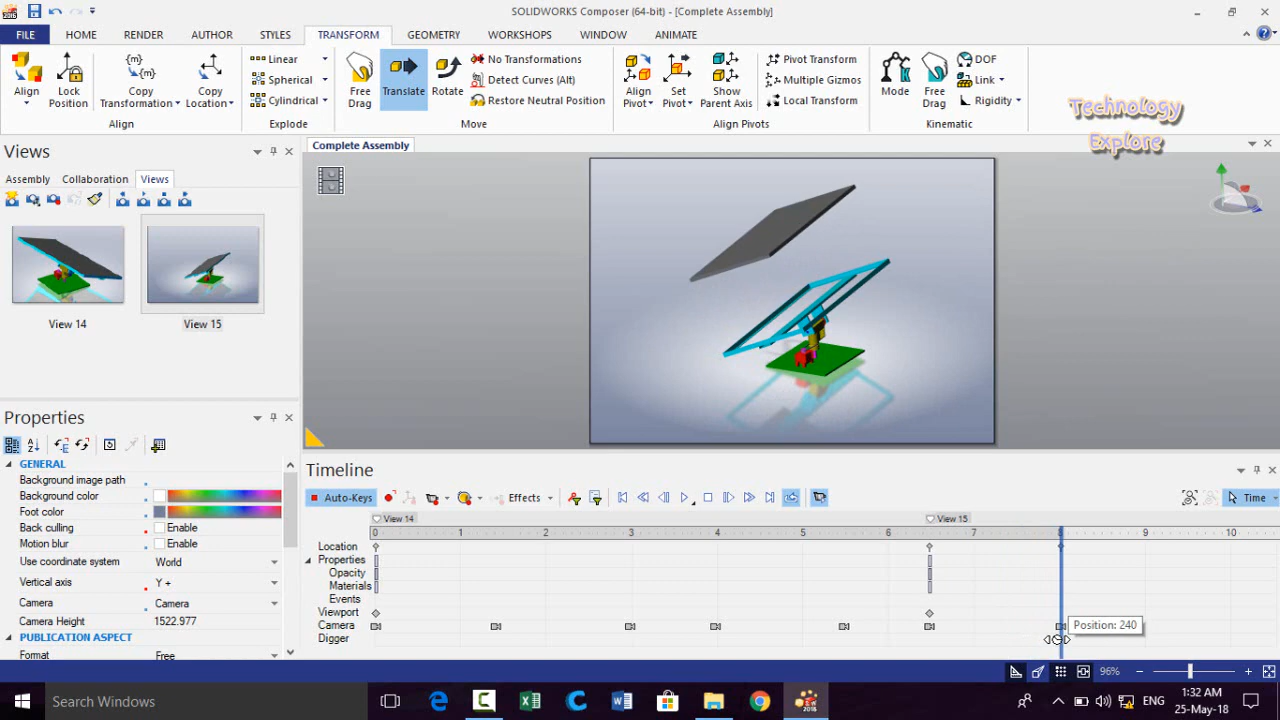 SOLIDWORKS Composer (64-bit) - [Complete Assembly]
FILE HOME RENDER AUTHOR STYLES TRANSFORM GEOMETRY WORKSHOPS WINDOW ANIMATE
Align
Lock Position
Copy Transformation
Copy Location
Align
Linear
Spherical
Cylindrical
Explode
Free Drag
Translate
Rotate
No Transformations
Detect Curves (Alt)
Restore Neutral Position
Move
Align Pivot
Set Pivot
Show Parent Axis
Pivot Transform
Multiple Gizmos
Local Transform
Align Pivots
Mode
Free Drag
DOF
Link
Rigidity
Kinematic
Technology
Explore
Views
Assembly Collaboration Views
View 14
View 15
Complete Assembly
Properties
GENERAL
Background image path
Background color
Foot color
Back culling Enable
Motion blur Enable
Use coordinate system World
Vertical axis Y +
Camera Camera
Camera Height 1522.977
PUBLICATION ASPECT
Format Free
Timeline
Auto-Keys
Effects
Time
View 14 View 15
0 1 2 3 4 5 6 7 8 9 10
Location
Properties
Opacity
Materials
Events
Viewport
Camera
Digger
Position: 240
96%
Search Windows
ENG
1:32 AM
25-May-18